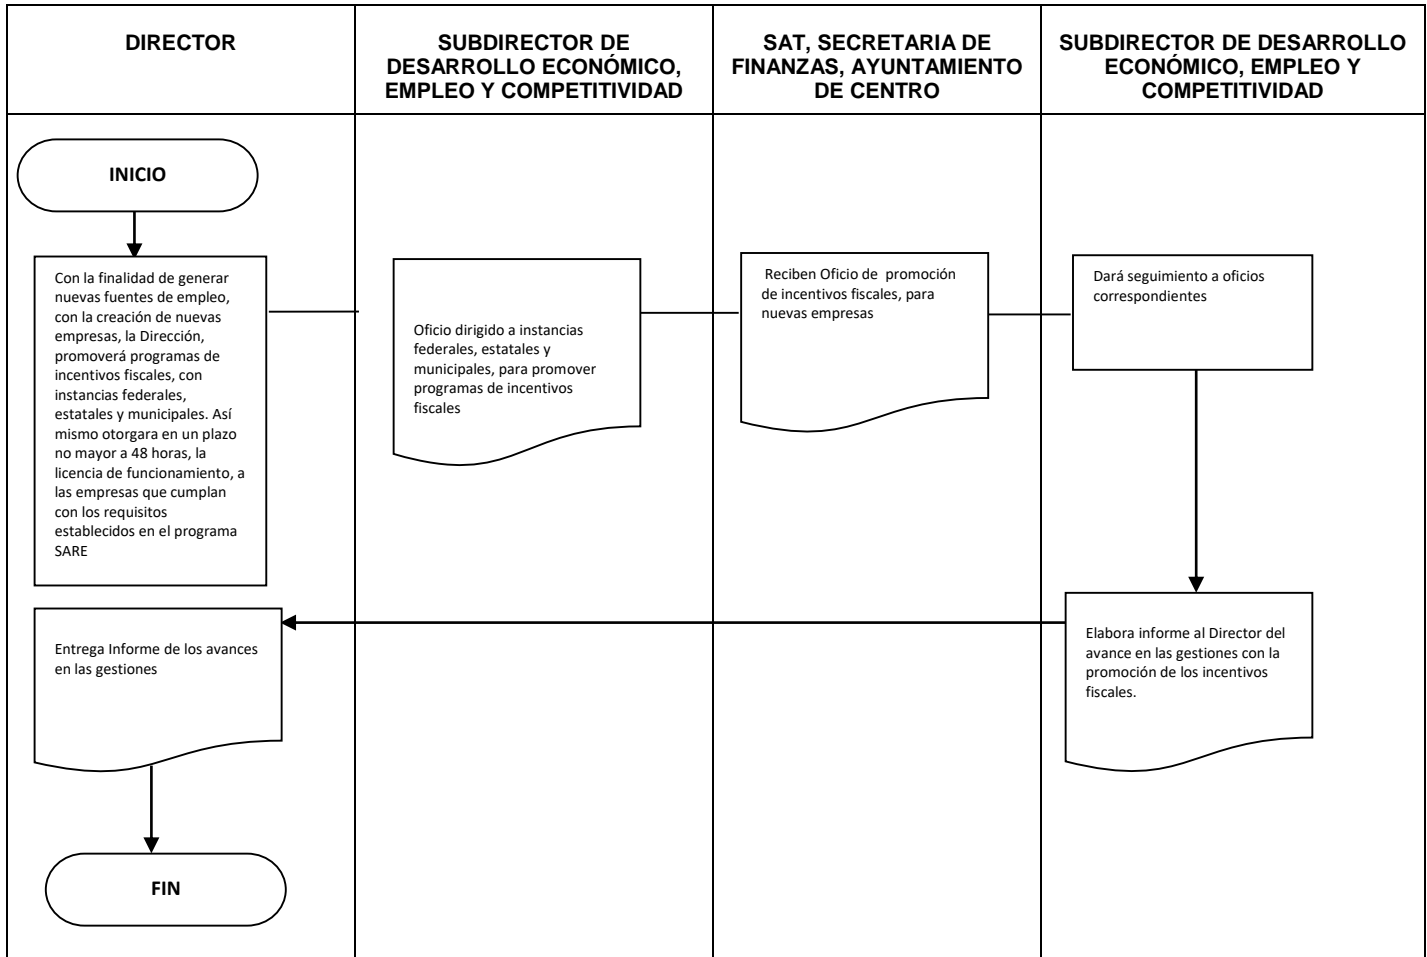 DIRECTOR
SUBDIRECTOR DE
DESARROLLO ECONÓMICO,
EMPLEO Y COMPETITIVIDAD
SAT, SECRETARIA DE
FINANZAS, AYUNTAMIENTO
DE CENTRO
SUBDIRECTOR DE DESARROLLO
ECONÓMICO, EMPLEO Y
COMPETITIVIDAD
INICIO
Con la finalidad de generar
nuevas fuentes de empleo,
con la creación de nuevas
empresas, la Dirección,
promoverá programas de
incentivos fiscales, con
instancias federales,
estatales y municipales. Así
mismo otorgara en un plazo
no mayor a 48 horas, la
licencia de funcionamiento, a
las empresas que cumplan
con los requisitos
establecidos en el programa
SARE
Oficio dirigido a instancias
federales, estatales y
municipales, para promover
programas de incentivos
fiscales
Reciben Oficio de promoción
de incentivos fiscales, para
nuevas empresas
Dará seguimiento a oficios
correspondientes
Elabora informe al Director del
avance en las gestiones con la
promoción de los incentivos
fiscales.
Entrega Informe de los avances
en las gestiones
FIN